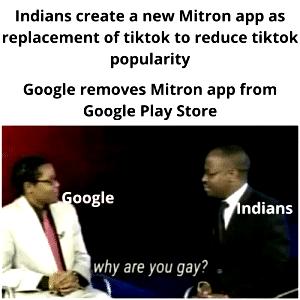 Indians create a new Mitron app as
replacement of tiktok to reduce tiktok
popularity
Google removes Mitron app from
Google Play Store
Google
Indians
why are you gay?